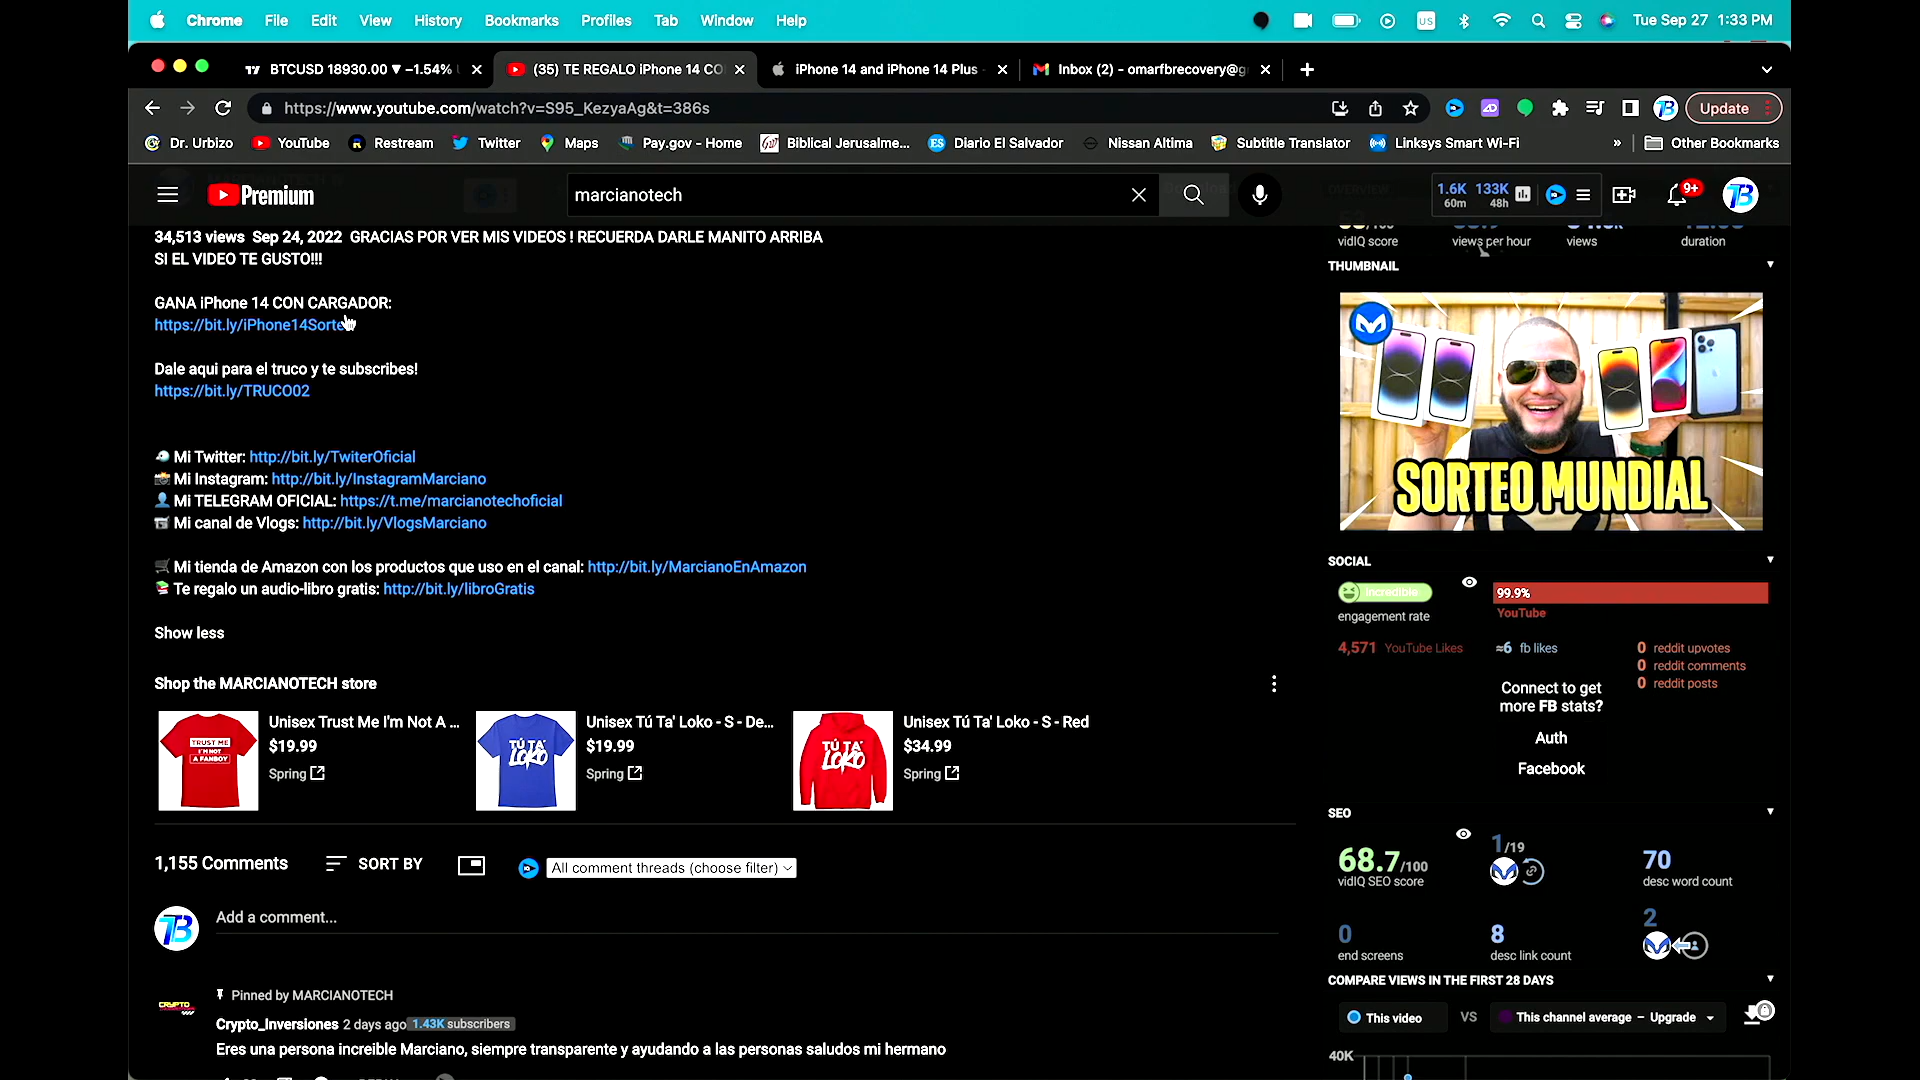 Chrome File Edit View History Bookmarks Profiles Tab Window Help US Tue Sep 27 1:33 PM
BTCUSD 18930.00 ▼ −1.54% (35) TE REGALO iPhone 14 CO iPhone 14 and iPhone 14 Plus - Inbox (2) - omarfbrecovery@g
https://www.youtube.com/watch?v=S95_KezyaAg&t=386s Update
Dr. Urbizo YouTube Restream Twitter Maps Pay.gov - Home Biblical Jerusalme... Diario El Salvador Nissan Altima Subtitle Translator Linksys Smart Wi-Fi » Other Bookmarks
Premium marcianotech 1.6K 60m 133K 48h 9+
34,513 views Sep 24, 2022 GRACIAS POR VER MIS VIDEOS ! RECUERDA DARLE MANITO ARRIBA
SI EL VIDEO TE GUSTO!!!
GANA iPhone 14 CON CARGADOR:
https://bit.ly/iPhone14Sorte
Dale aqui para el truco y te subscribes!
https://bit.ly/TRUCO02
Mi Twitter: http://bit.ly/TwiterOficial
Mi Instagram: http://bit.ly/InstagramMarciano
Mi TELEGRAM OFICIAL: https://t.me/marcianotechoficial
Mi canal de Vlogs: http://bit.ly/VlogsMarciano
Mi tienda de Amazon con los productos que uso en el canal: http://bit.ly/MarcianoEnAmazon
Te regalo un audio-libro gratis: http://bit.ly/libroGratis
Show less
Shop the MARCIANOTECH store
TRUST ME I'M NOT A FANBOY
Unisex Trust Me I'm Not A ...
$19.99
Spring
TÚ TA' LOKO
Unisex Tú Ta' Loko - S - De...
$19.99
Spring
TÚ TA' LOKO
Unisex Tú Ta' Loko - S - Red
$34.99
Spring
1,155 Comments SORT BY All comment threads (choose filter)
Add a comment...
Pinned by MARCIANOTECH
CRYPTO
Crypto_Inversiones 2 days ago 1.43K subscribers
Eres una persona increible Marciano, siempre transparente y ayudando a las personas saludos mi hermano
vidIQ score views per hour views duration
THUMBNAIL
SORTEO MUNDIAL
SOCIAL
Incredible 99.9%
engagement rate YouTube
4,571 YouTube Likes ≈6 fb likes 0 reddit upvotes
0 reddit comments
0 reddit posts
Connect to get
more FB stats?
Auth
Facebook
SEO
68.7/100 1/19 70
vidIQ SEO score desc word count
0 8 2
end screens desc link count
COMPARE VIEWS IN THE FIRST 28 DAYS
This video VS This channel average – Upgrade
40K